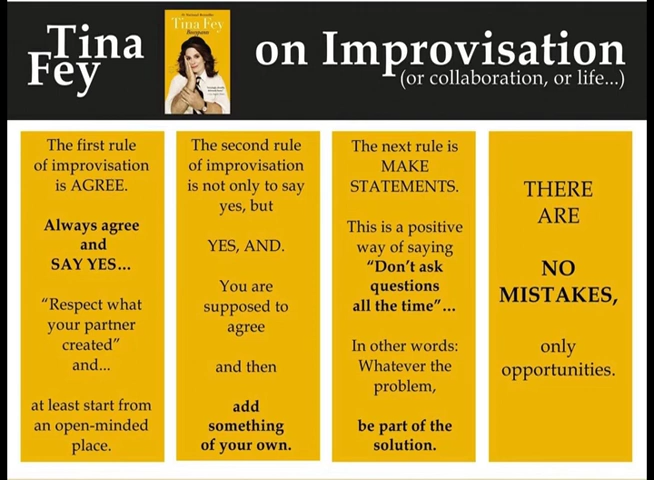 Tina
Fey
Tina Fey
Bossypants
on Improvisation
(or collaboration, or life...)
The first rule
of improvisation
is AGREE.
Always agree
and
SAY YES...
“Respect what
your partner
created”
and...
at least start from
an open-minded
place.
The second rule
of improvisation
is not only to say
yes, but
YES, AND.
You are
supposed to
agree
and then
add
something
of your own.
The next rule is
MAKE
STATEMENTS.
This is a positive
way of saying
“Don’t ask
questions
all the time”...
In other words:
Whatever the
problem,
be part of the
solution.
THERE
ARE
NO
MISTAKES,
only
opportunities.